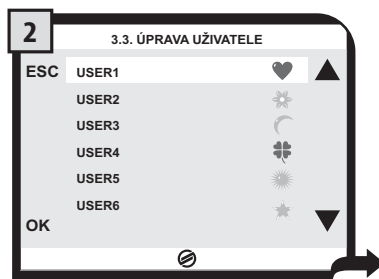 2
3.3. ÚPRAVA UŽIVATELE
ESC USER1
USER2
USER3
USER4
USER5
USER6
OK